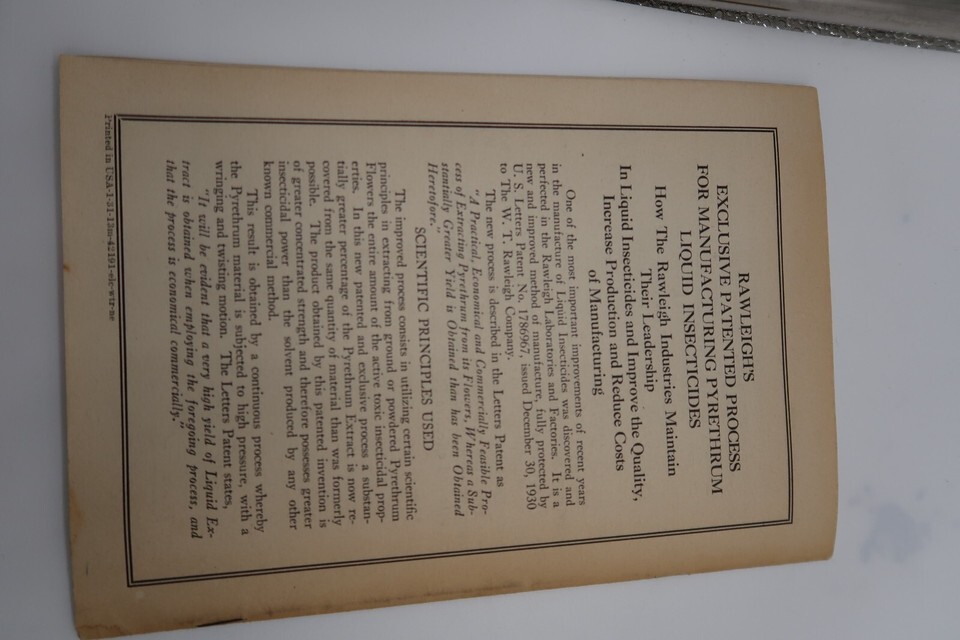 RAWLEIGH'S
EXCLUSIVE PATENTED PROCESS
FOR MANUFACTURING PYRETHRUM
LIQUID INSECTICIDES
How The Rawleigh Industries Maintain
Their Leadership
In Liquid Insecticides and Improve the Quality,
Increase Production and Reduce Costs
of Manufacturing
One of the most important improvements of recent years
in the manufacture of Liquid Insecticides was discovered and
perfected in the Rawleigh Laboratories and Factories. It is a
new and improved method of manufacture, fully protected by
U. S. Letters Patent No. 1786967, issued December 30, 1930
to The W. T. Rawleigh Company.
The new process is described in the Letters Patent as
"A Practical, Economical and Commercially Feasible Pro-
cess of Extracting Pyrethrum from its Flowers, Whereas a Sub-
stantially Greater Yield is Obtained than has been Obtained
Heretofore."
SCIENTIFIC PRINCIPLES USED
The improved process consists in utilizing certain scientific
principles in extracting from ground or powdered Pyrethrum
Flowers the entire amount of the active toxic insecticidal prop-
erties. In this new patented and exclusive process a substan-
tially greater percentage of the Pyrethrum Extract is now re-
covered from the same quantity of material than was formerly
possible. The product obtained by this patented invention is
of greater concentrated strength and therefore possesses greater
insecticidal power than the solvent produced by any other
known commercial method.
This result is obtained by a continuous process whereby
the Pyrethrum material is subjected to high pressure, with a
wringing and twisting motion. The Letters Patent states,
"It will be evident that a very high yield of Liquid Ex-
tract is obtained when employing the foregoing process, and
that the process is economical commercially."
Printed in USA-1-31-12m-42191-elc-wtr-ne